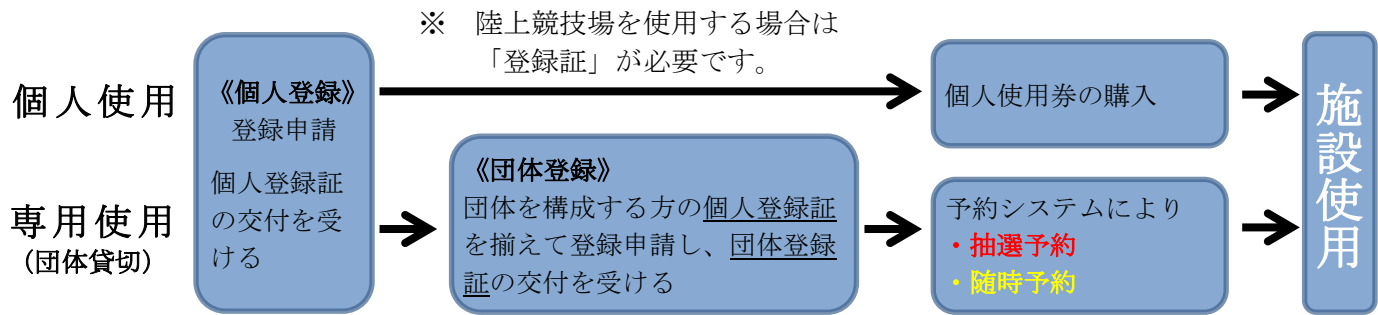 ※　陸上競技場を使用する場合は
「登録証」が必要です。
個人使用
《個人登録》
登録申請
個人登録証
の交付を受
ける
個人使用券の購入
専用使用
（団体貸切）
《団体登録》
団体を構成する方の個人登録証
を揃えて登録申請し、団体登録
証の交付を受ける
予約システムにより
・抽選予約
・随時予約
施設使用